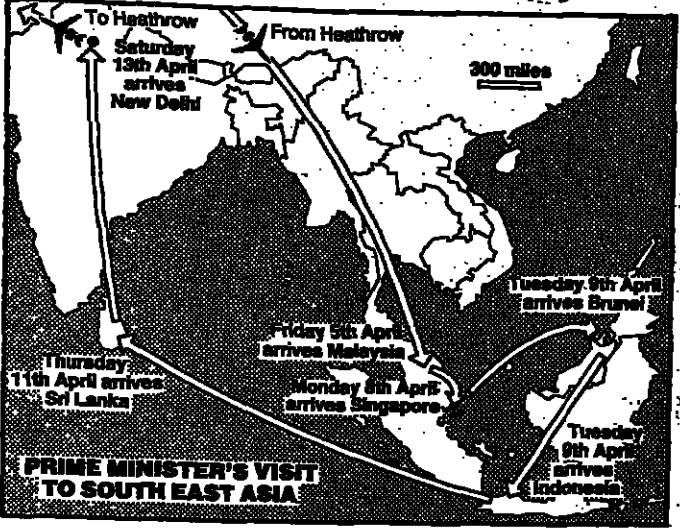 To Heathrow
From Heathrow
Saturday
13th April
arrives
New Delhi
300 miles
Tuesday 9th April
arrives Brunei
Friday 5th April
arrives Malaysia
Monday 8th April
arrives Singapore
Thursday
11th April arrives
Sri Lanka
Tuesday
9th April
arrives
Indonesia
PRIME MINISTER'S VISIT
TO SOUTH EAST ASIA